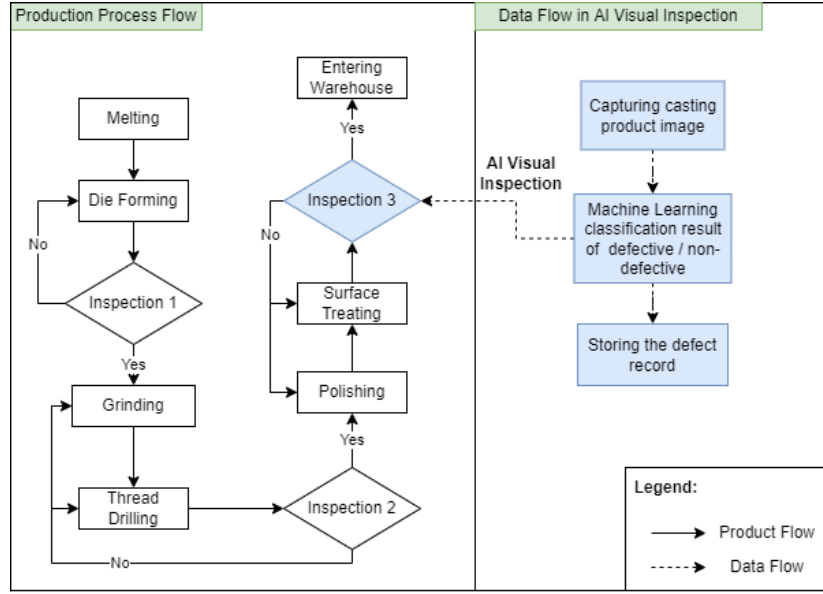 Production Process Flow
Melting
Die Forming
No
Inspection 1
Yes
Grinding
Thread
Drilling
No
Inspection 2
Yes
Polishing
Surface
Treating
No
Inspection 3
Yes
Entering
Warehouse
Data Flow in AI Visual Inspection
Capturing casting
product image
AI Visual
Inspection
Machine Learning
classification result
of defective / non-
defective
Storing the defect
record
Legend:
Product Flow
Data Flow